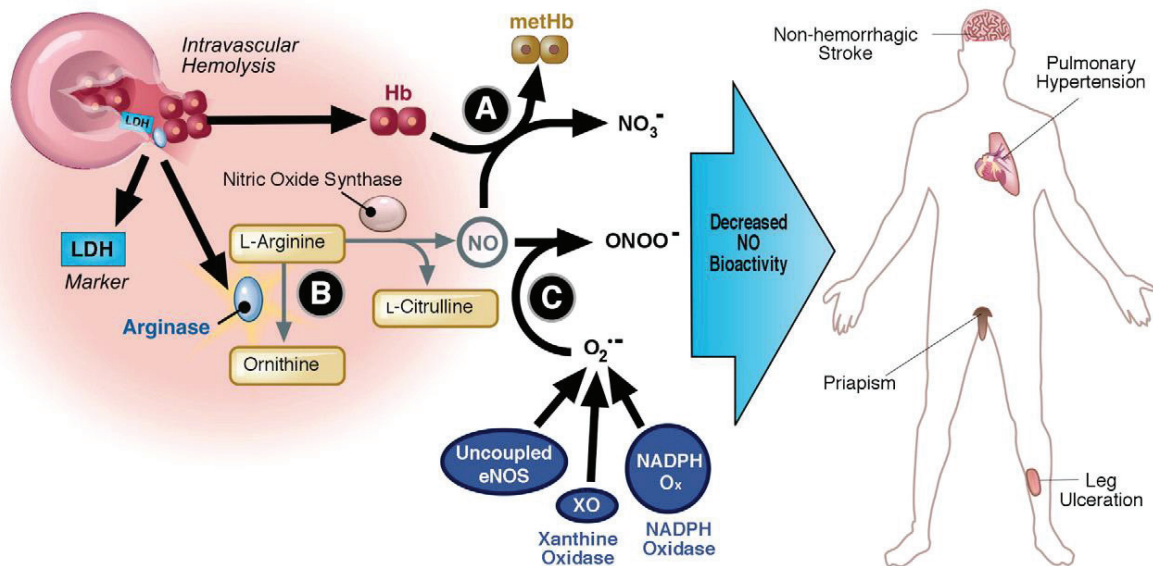 Intravascular
Hemolysis
LDH
metHb
Hb
A
NO₃⁻
Nitric Oxide Synthase
LDH
Marker
L-Arginine
NO
ONOO⁻
B
C
L-Citrulline
Arginase
Ornithine
O₂•⁻
Uncoupled
eNOS
XO
Xanthine
Oxidase
NADPH
Ox
NADPH
Oxidase
Decreased
NO
Bioactivity
Non-hemorrhagic
Stroke
Pulmonary
Hypertension
Priapism
Leg
Ulceration